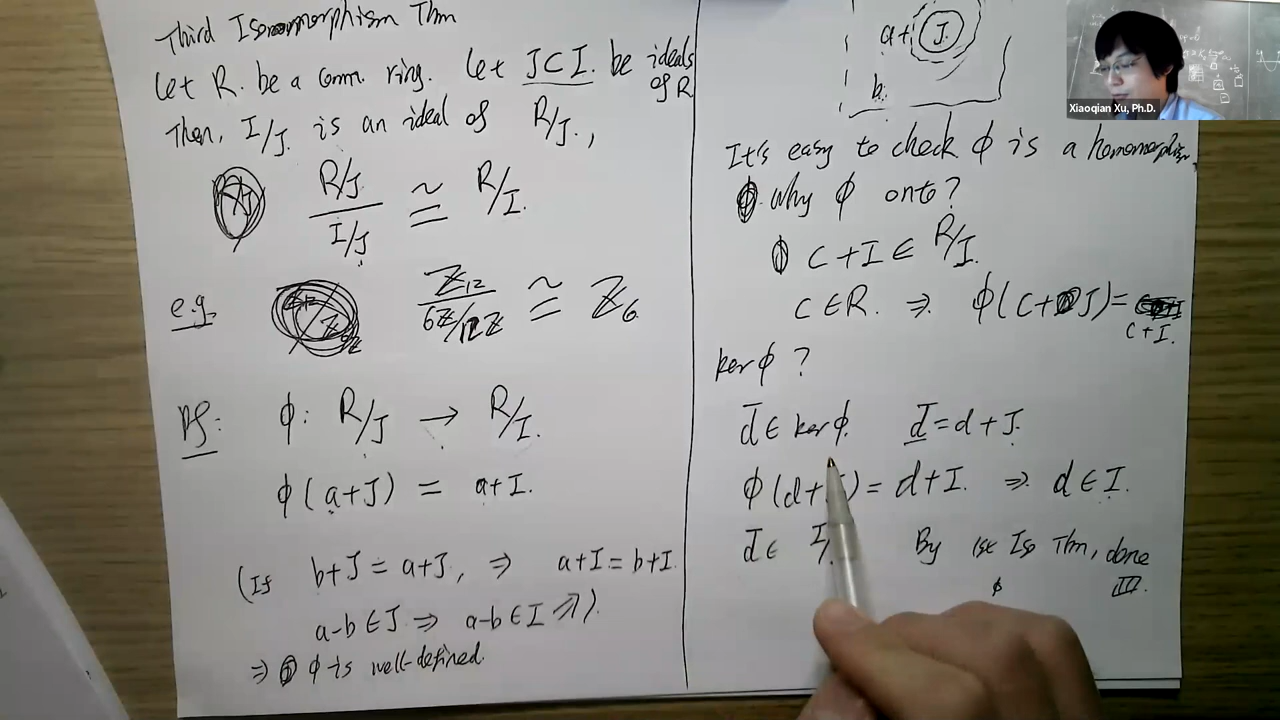 Third Isomorphism Thm
Let R. be a comm. ring. Let J⊂I. be ideals of R
Then, I/J. is an ideal of R/J.,
R/J / I/J ≅ R/I.
e.g. Z₁₂ / 6Z/12Z ≅ Z₆
Pf: ϕ: R/J → R/I.
ϕ(a+J) = a+I.
(If b+J = a+J, ⇒ a+I = b+I
a-b∈J. ⇒ a-b∈I ⇗).
⇒ ϕ is well-defined.
a+ J.
b.
It's easy to check ϕ is a homomorphism.
Why ϕ onto?
c+I ∈ R/I.
c∈R. ⇒ ϕ(c+J) = c+I.
ker ϕ ?
d̄ ∈ ker ϕ. d̄ = d+J.
ϕ(d+J) = d+I. ⇒ d∈I.
d̄ ∈ I/
By 1st Iso Thm, done
ϕ
Xiaoqian Xu, Ph.D.